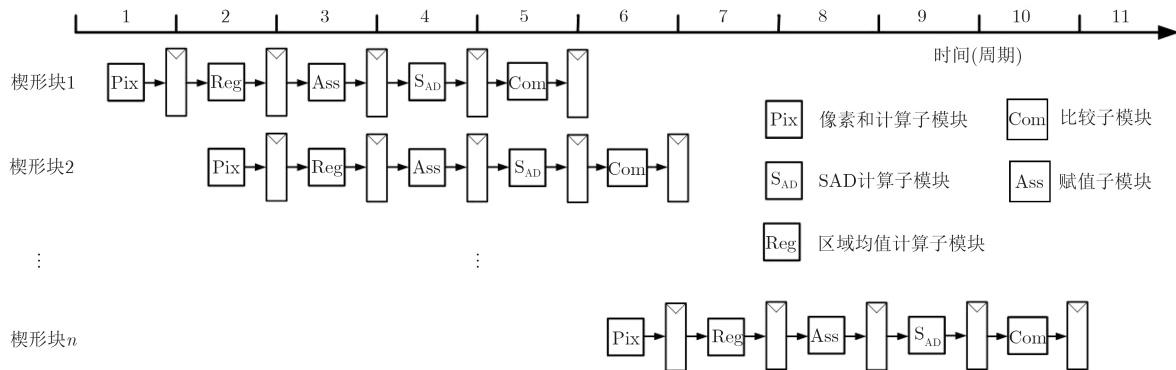 1 2 3 4 5 6 7 8 9 10 11
时间(周期)
楔形块1 Pix Reg Ass SAD Com
Pix 像素和计算子模块 Com 比较子模块
楔形块2 Pix Reg Ass SAD Com
SAD SAD计算子模块 Ass 赋值子模块
Reg 区域均值计算子模块
⋮ ⋮
楔形块n Pix Reg Ass SAD Com